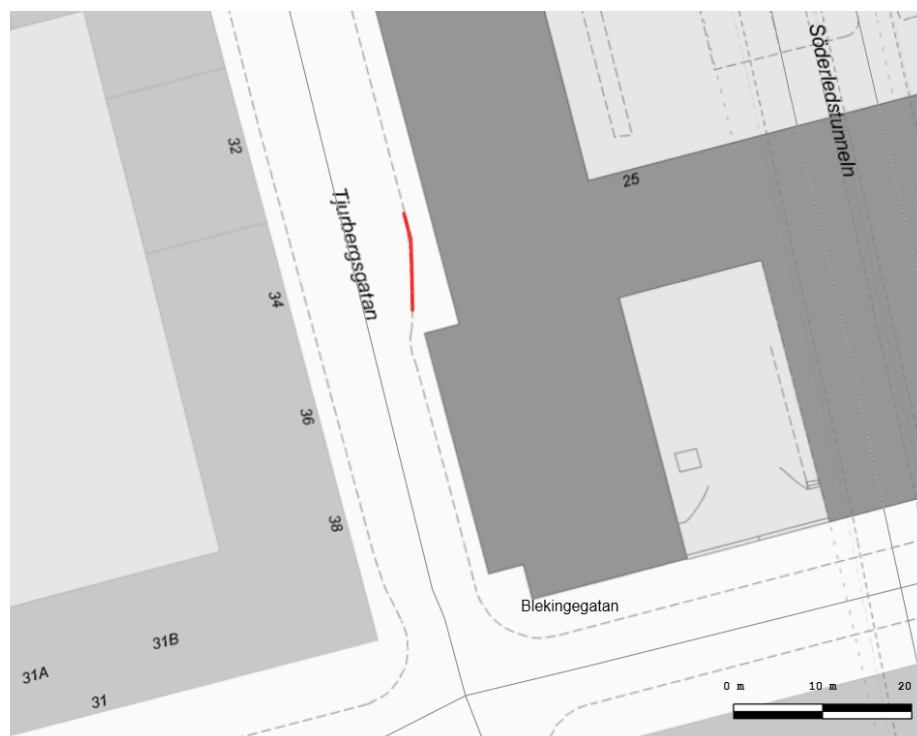 Söderledstunneln
32
25
Tjurbergsgatan
34
36
38
Blekingegatan
31B
31A
31
0 m 10 m 20